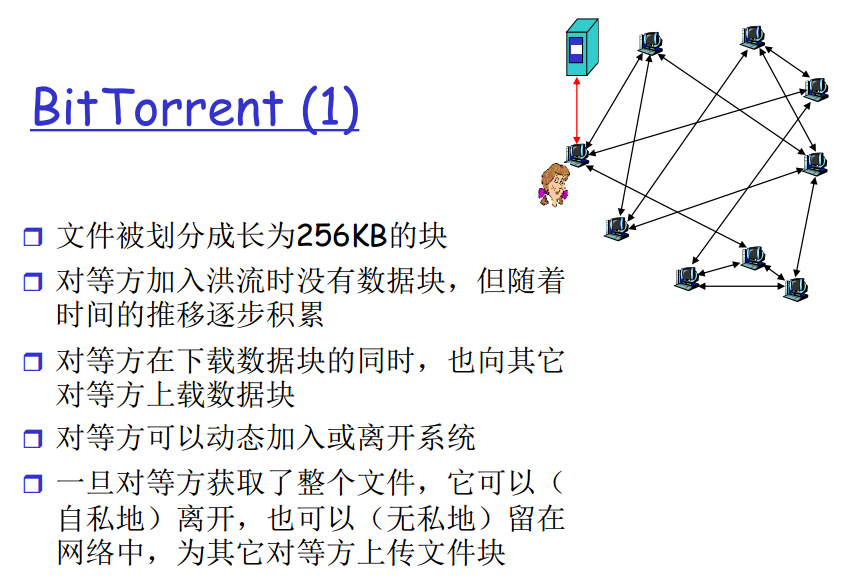 BitTorrent (1)
文件被划分成长为256KB的块
对等方加入洪流时没有数据块，但随着
时间的推移逐步积累
对等方在下载数据块的同时，也向其它
对等方上载数据块
对等方可以动态加入或离开系统
一旦对等方获取了整个文件，它可以（
自私地）离开，也可以（无私地）留在
网络中，为其它对等方上传文件块